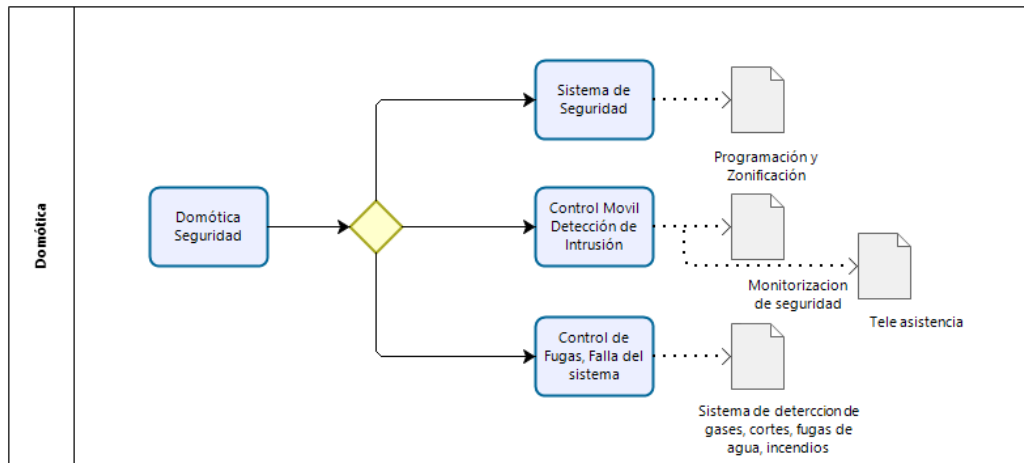 Domótica
Domótica
Seguridad
Sistema de
Seguridad
Programación y
Zonificación
Control Movil
Detección de
Intrusión
Monitorizacion
de seguridad
Tele asistencia
Control de
Fugas, Falla del
sistema
Sistema de deterccion de
gases, cortes, fugas de
agua, incendios